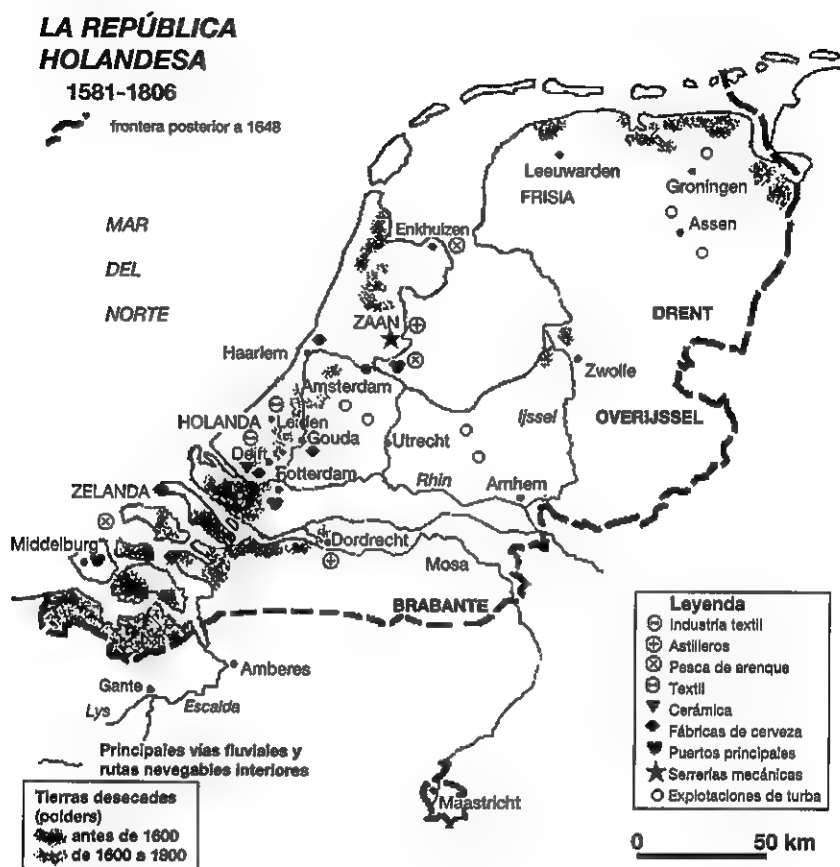 LA REPÚBLICA
HOLANDESA
1581-1806
frontera posterior a 1648
MAR
DEL
NORTE
Leeuwarden
FRISIA
Groningen
Assen
Enkhuizen
ZAAN
DRENT
Haarlem
Amsterdam
Zwolfe
OVERIJSSEL
HOLANDA
Leiden
Ijssel
Gouda
Utrecht
Delft
Rotterdam
Rhin
Arnhem
ZELANDA
Middelburg
Dordrecht
Mosa
BRABANTE
Amberes
Gante
Lys
Escalda
Maastricht
Principales vías fluviales y
rutas nevegables interiores
Tierras desecadas
(polders)
antes de 1600
de 1600 a 1800
Leyenda
Industria textil
Astilleros
Pesca de arenque
Textil
Cerámica
Fábricas de cerveza
Puertos principales
Serrerías mecánicas
Explotaciones de turba
0 50 km